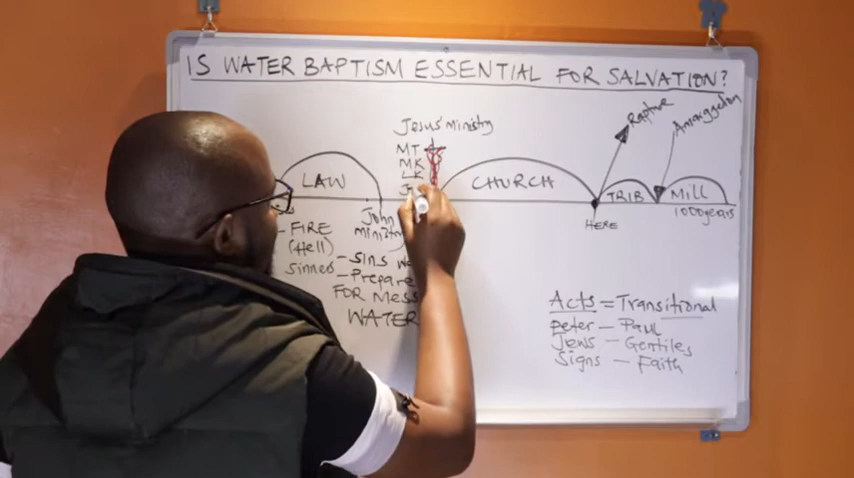 IS WATER BAPTISM ESSENTIAL FOR SALVATION?
Jesus' Ministry
MT
MK
LK
J
LAW
CHURCH
Rapture
Amaggedon
TRIB
Mill
1000years
HERE
John
ministry
- FIRE
(Hell)
sinned
- Sins
- Prepare
FOR Mess
WATER
Acts = Transitional
peter - Paul
Jews - Gentiles
Signs - Faith